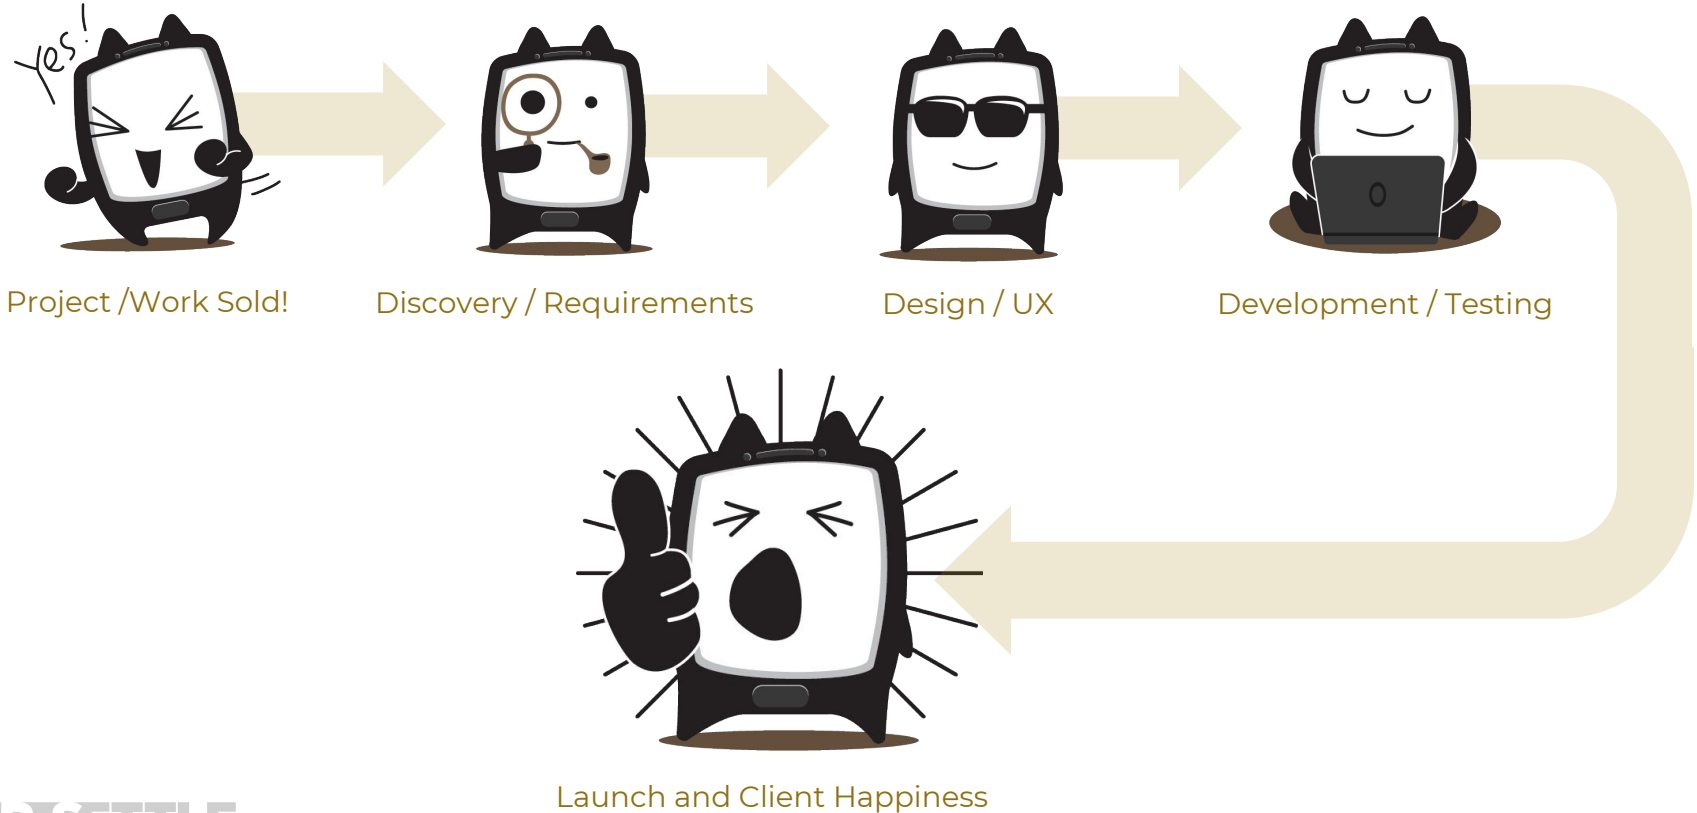 Yes!
Project /Work Sold!
Discovery / Requirements
Design / UX
Development / Testing
Launch and Client Happiness